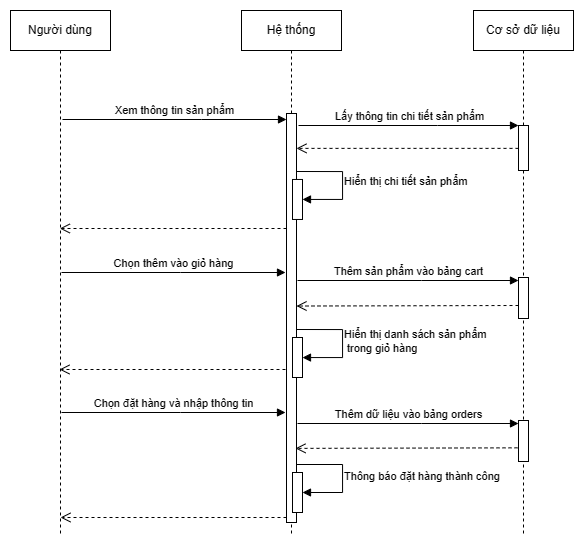 Người dùng
Hệ thống
Cơ sở dữ liệu
Xem thông tin sản phẩm
Lấy thông tin chi tiết sản phẩm
Hiển thị chi tiết sản phẩm
Chọn thêm vào giỏ hàng
Thêm sản phẩm vào bảng cart
Hiển thị danh sách sản phẩm
trong giỏ hàng
Chọn đặt hàng và nhập thông tin
Thêm dữ liệu vào bảng orders
Thông báo đặt hàng thành công